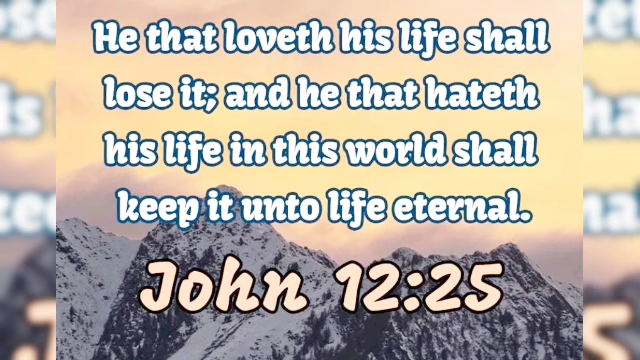 He that loveth his life shall
lose it; and he that hateth
his life in this world shall
keep it unto life eternal.
John 12:25